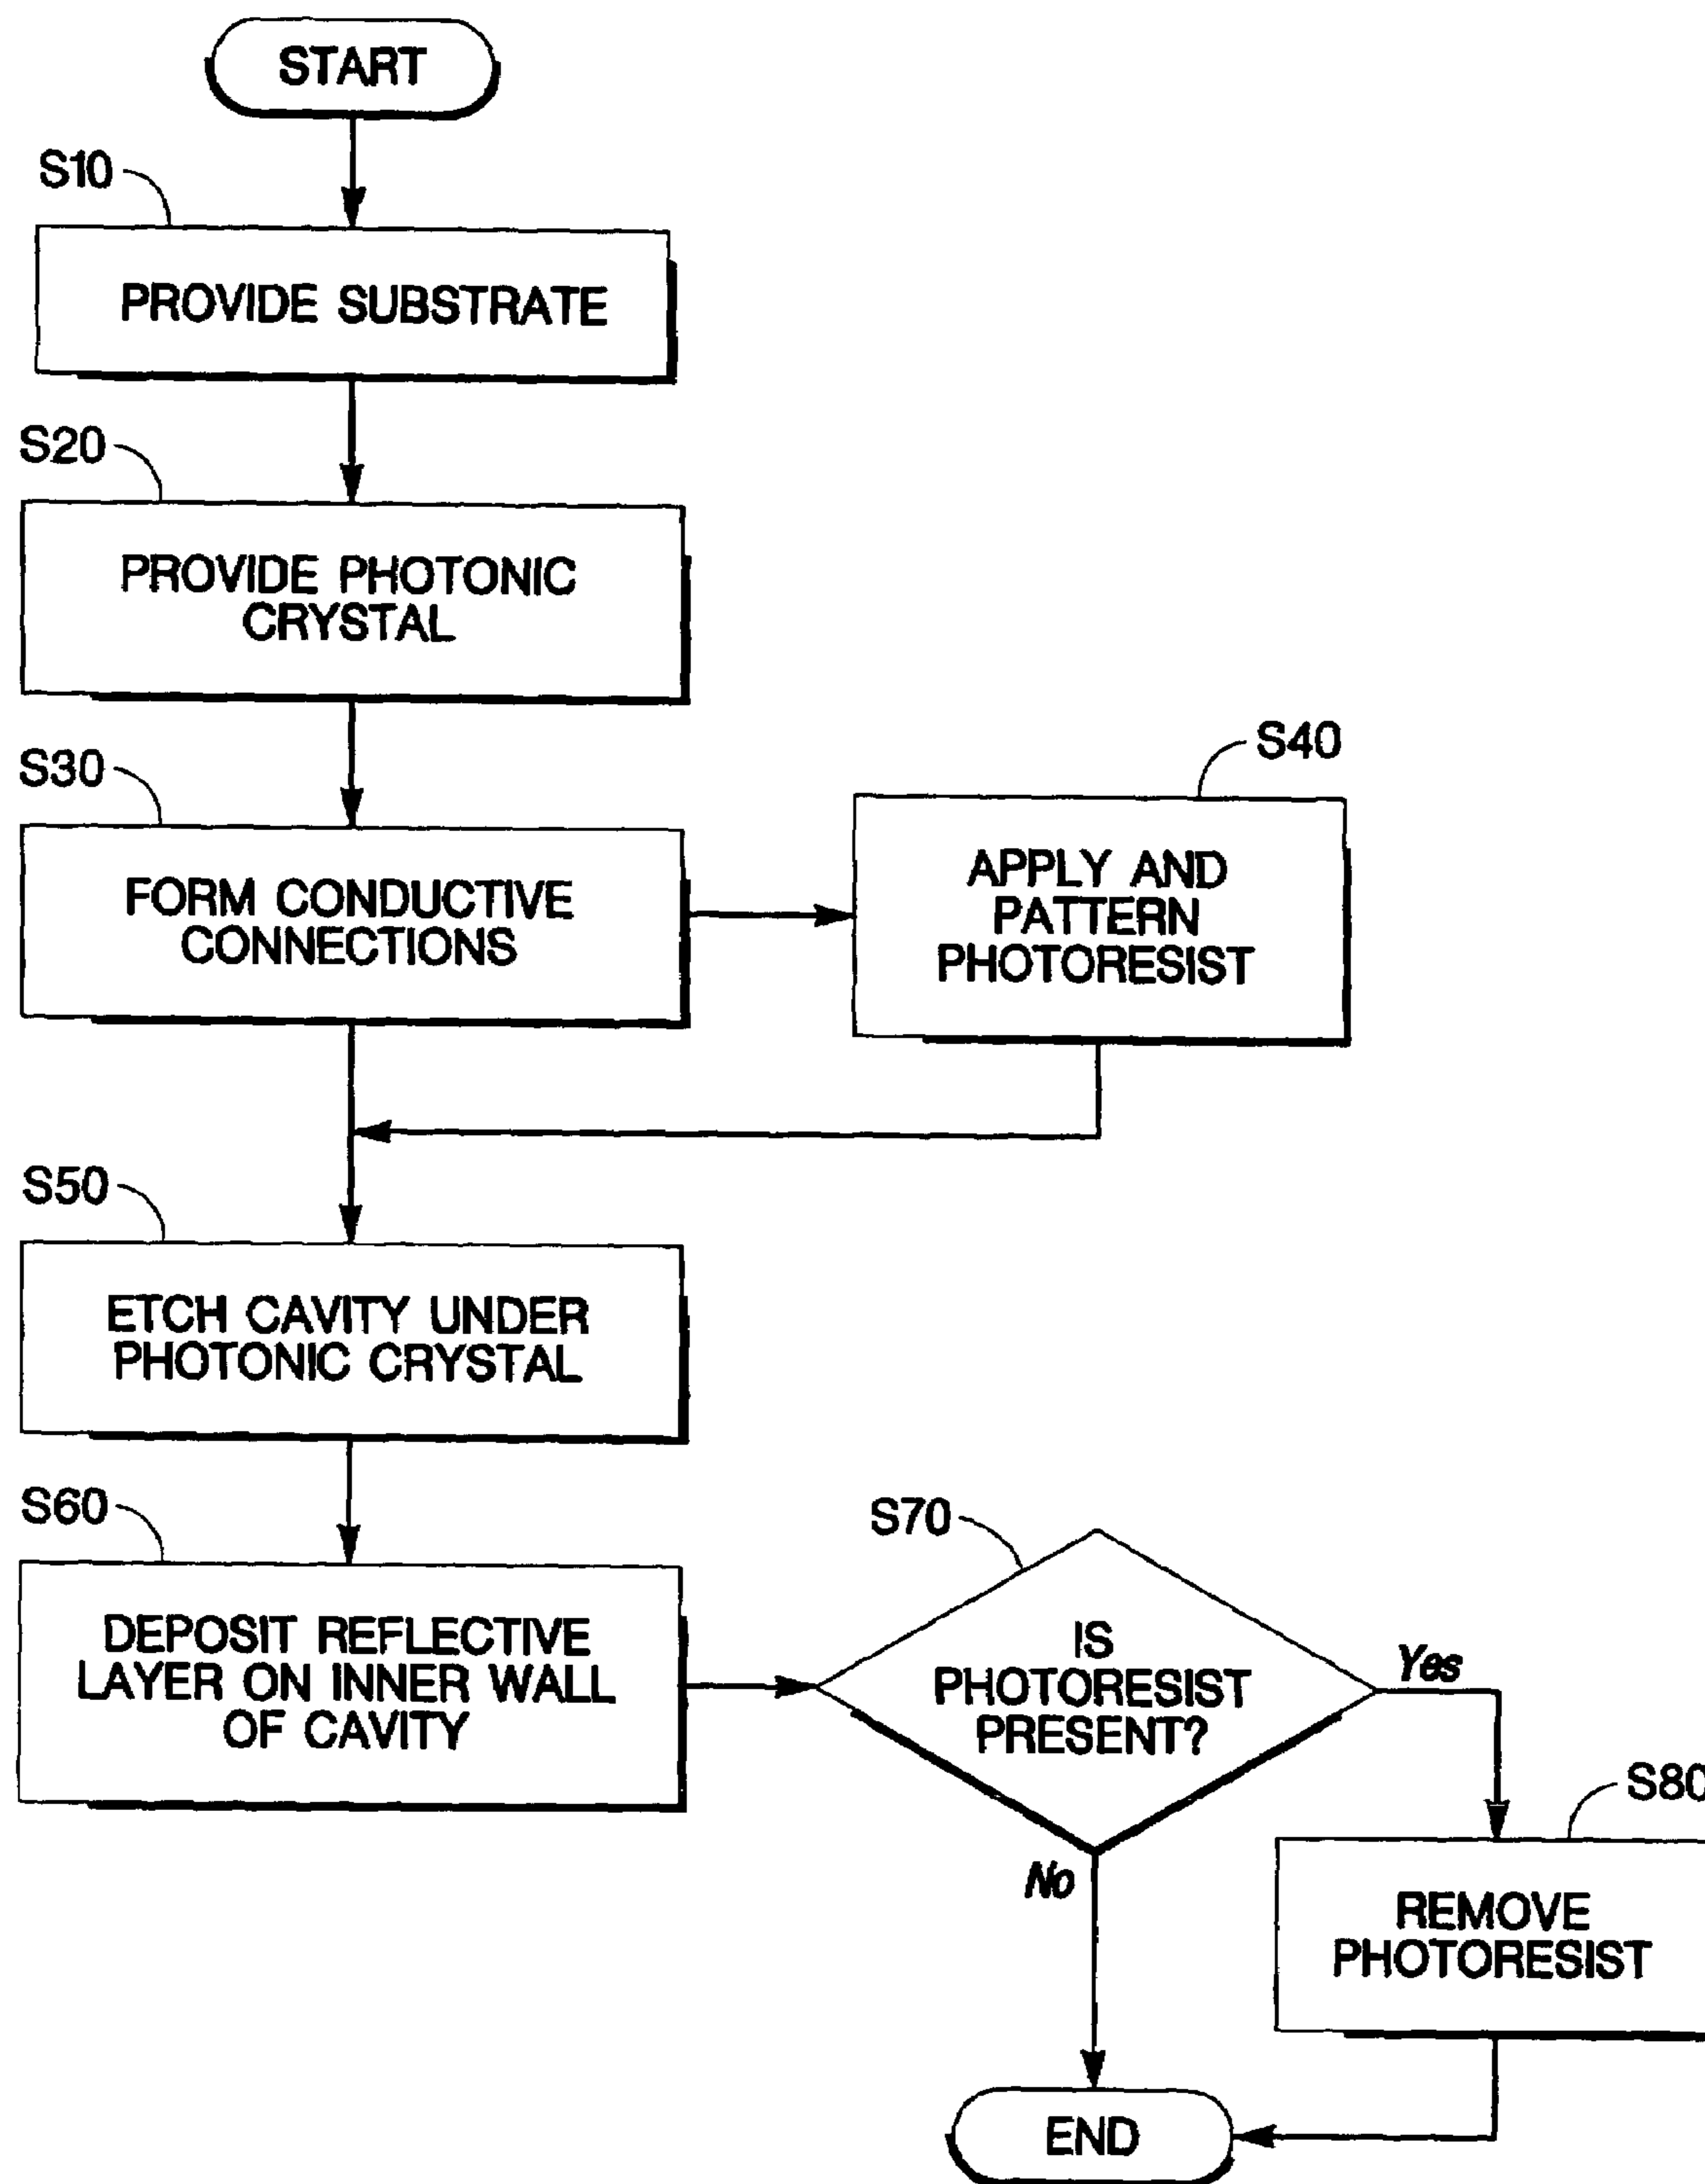 START
S10
PROVIDE SUBSTRATE
S20
PROVIDE PHOTONIC
CRYSTAL
S30
FORM CONDUCTIVE
CONNECTIONS
S40
APPLY AND
PATTERN
PHOTORESIST
S50
ETCH CAVITY UNDER
PHOTONIC CRYSTAL
S60
DEPOSIT REFLECTIVE
LAYER ON INNER WALL
OF CAVITY
S70
IS
PHOTORESIST
PRESENT?
Yes
No
S80
REMOVE
PHOTORESIST
END